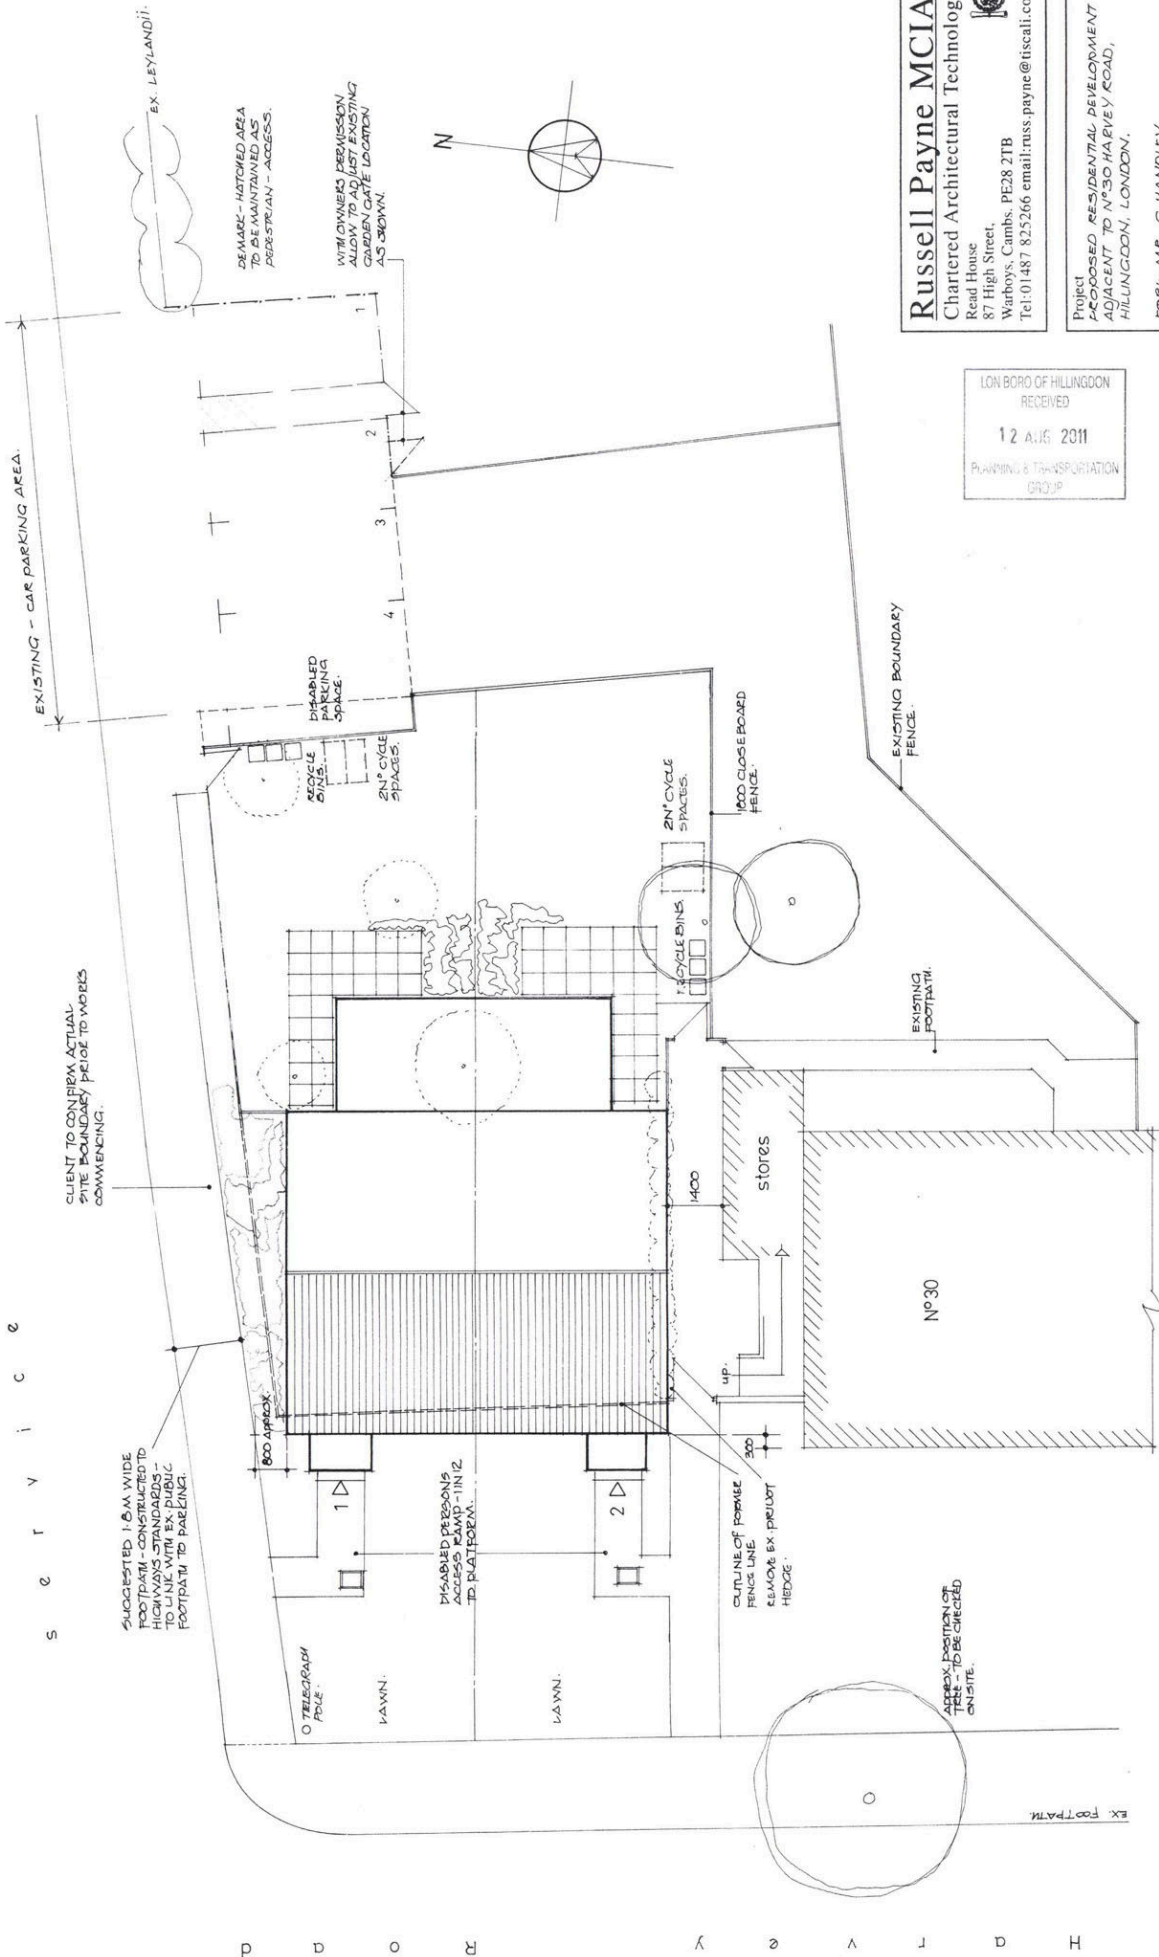 s e r v i c e
EXISTING - CAR PARKING AREA.
EX. LEYLANDII.
DEMARK - HATCHED AREA
TO BE MAINTAINED AS
PEDESTRIAN - ACCESS.
WITH OWNERS PERMISSION
ALLOW TO ADJUST EXISTING
GARDEN GATE LOCATION
AS SHOWN.
N
CLIENT TO CONFIRM ACTUAL
SITE BOUNDARY PRIOR TO WORKS
COMMENCING.
SUGGESTED 1.8M WIDE
FOOTPATH - CONSTRUCTED TO
HIGHWAYS STANDARDS -
TO LINK WITH EX. PUBLIC
FOOTPATH TO PARKING.
1
2
3
4
DISABLED
PARKING
SPACE.
RECYCLE
BINS.
2Nº CYCLE
SPACES.
800 APPROX.
O TELEGRAPH
POLE.
LAWN.
1
DISABLED PERSONS
ACCESS RAMP - 1 IN 12
TO PLATFORM.
2
LAWN.
2Nº CYCLE
SPACES.
RECYCLE BINS.
1800 CLOSEBOARD
FENCE.
1400
stores
up.
300
OUTLINE OF FORMER
FENCE LINE
REMOVE EX. PRIVOT
HEDGE.
Nº30
EXISTING
FOOTPATH.
EXISTING BOUNDARY
FENCE.
APPROX. POSITION OF
TREE - TO BE CHECKED
ON SITE.
EX. FOOTPATH
H a r v e y R o a d
LON BORO OF HILLINGDON
RECEIVED
12 AUG 2011
PLANNING & TRANSPORTATION
GROUP
Russell Payne MCIA
Chartered Architectural Technolog
Read House
87 High Street,
Warboys, Cambs. PE28 2TB
Tel:01487 825266 email:russ.payne@tiscali.co
Project
PROPOSED RESIDENTIAL DEVELOPMENT
ADJACENT TO Nº30 HARVEY ROAD,
HILLINGDON, LONDON.
FOR:- MR. G. HANDLEY